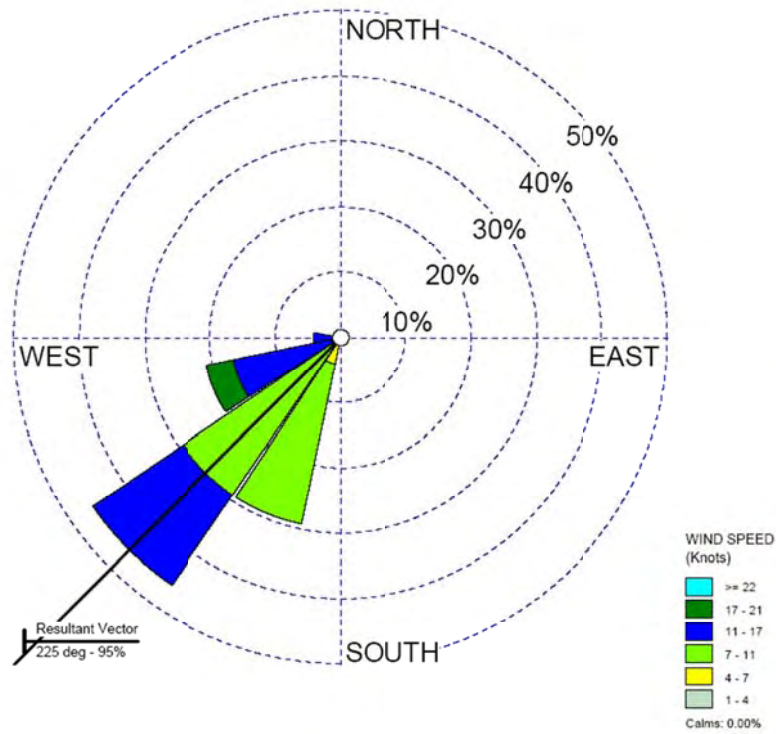 NORTH
50%
40%
30%
20%
10%
WEST
EAST
SOUTH
Resultant Vector
225 deg - 95%
WIND SPEED
(Knots)
>= 22
17 - 21
11 - 17
7 - 11
4 - 7
1 - 4
Calms: 0.00%